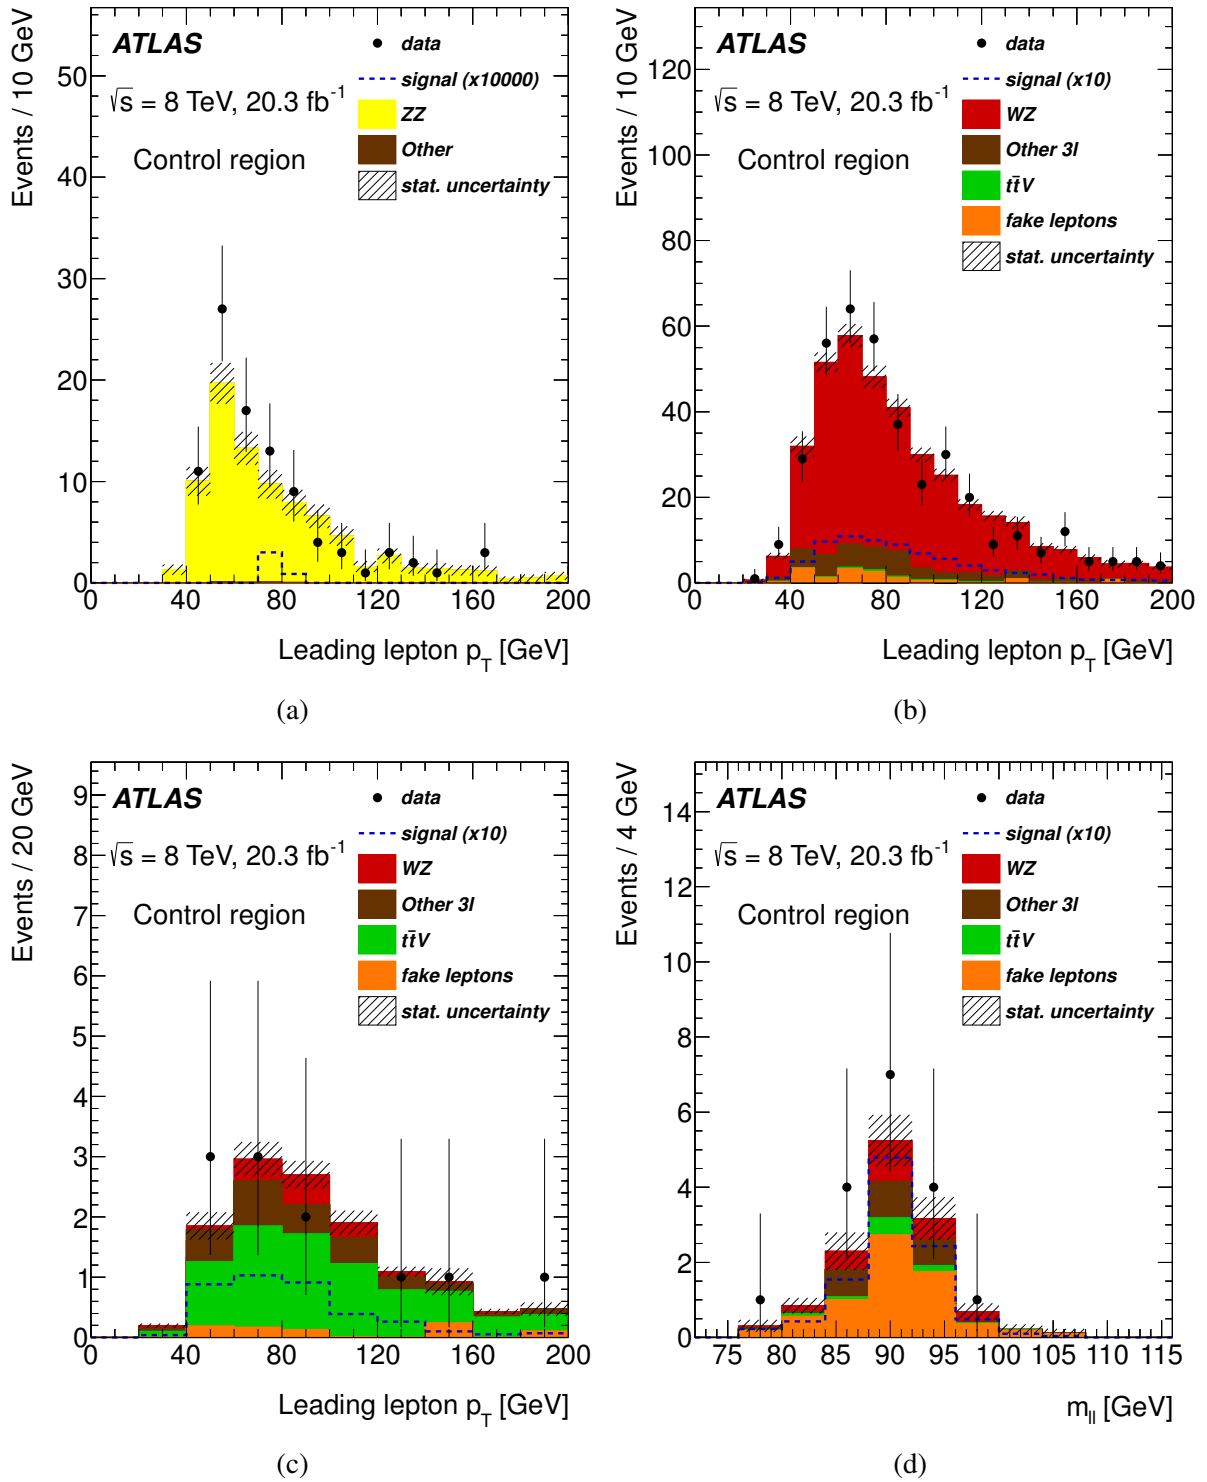 ATLAS
√s = 8 TeV, 20.3 fb⁻¹
Control region
data
signal (x10000)
ZZ
Other
stat. uncertainty
Events / 10 GeV
50
40
30
20
10
0
0 40 80 120 160 200
Leading lepton p_T [GeV]
(a)
ATLAS
√s = 8 TeV, 20.3 fb⁻¹
Control region
data
signal (x10)
WZ
Other 3l
tt̄V
fake leptons
stat. uncertainty
Events / 10 GeV
120
100
80
60
40
20
0
0 40 80 120 160 200
Leading lepton p_T [GeV]
(b)
ATLAS
√s = 8 TeV, 20.3 fb⁻¹
Control region
data
signal (x10)
WZ
Other 3l
tt̄V
fake leptons
stat. uncertainty
Events / 20 GeV
9
8
7
6
5
4
3
2
1
0
0 40 80 120 160 200
Leading lepton p_T [GeV]
(c)
ATLAS
√s = 8 TeV, 20.3 fb⁻¹
Control region
data
signal (x10)
WZ
Other 3l
tt̄V
fake leptons
stat. uncertainty
Events / 4 GeV
14
12
10
8
6
4
2
0
75 80 85 90 95 100 105 110 115
m_ll [GeV]
(d)